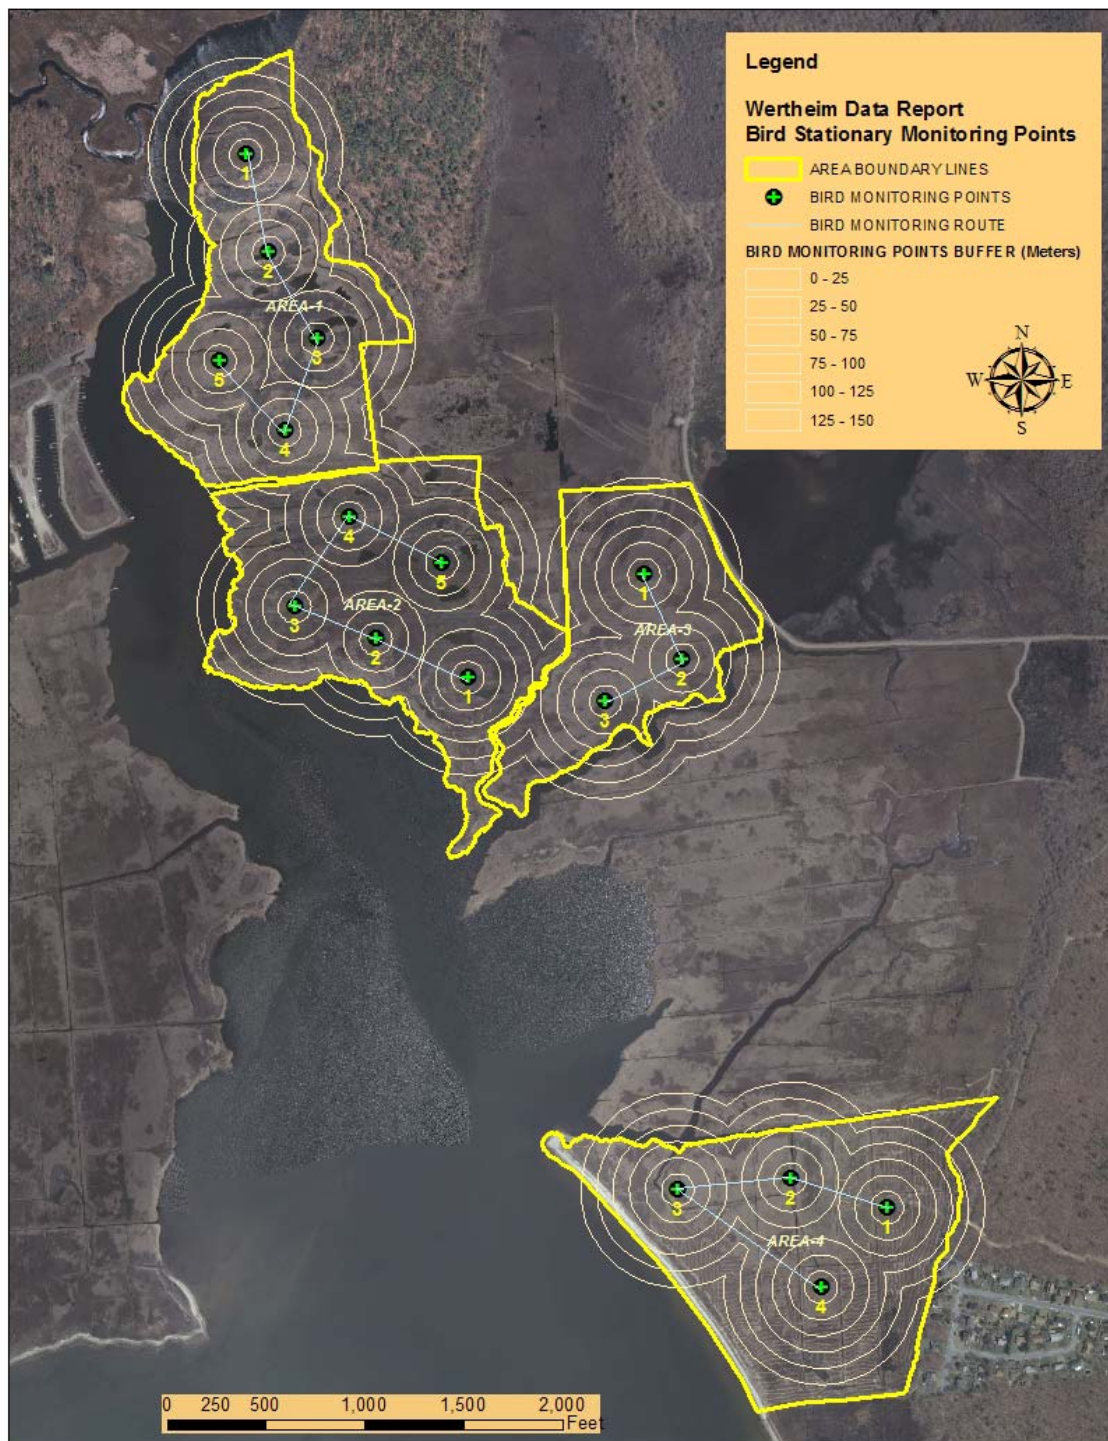 Legend
Wertheim Data Report
Bird Stationary Monitoring Points
AREA BOUNDARY LINES
BIRD MONITORING POINTS
BIRD MONITORING ROUTE
BIRD MONITORING POINTS BUFFER (Meters)
0 - 25
25 - 50
50 - 75
75 - 100
100 - 125
125 - 150
N
W E
S
1
2
AREA-1
3
5
4
4
5
AREA-2
3
2
1
1
AREA-3
2
3
3
2
1
AREA-4
4
0 250 500 1,000 1,500 2,000
Feet